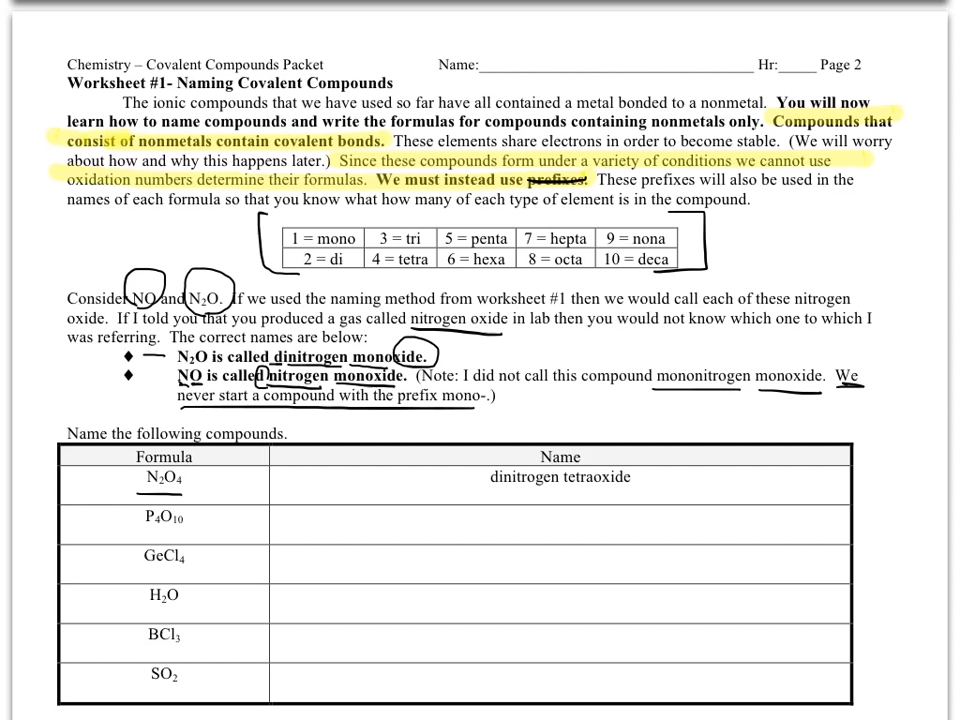 Chemistry – Covalent Compounds Packet Name:____________________ Hr:_____ Page 2
Worksheet #1- Naming Covalent Compounds
The ionic compounds that we have used so far have all contained a metal bonded to a nonmetal. You will now
learn how to name compounds and write the formulas for compounds containing nonmetals only. Compounds that
consist of nonmetals contain covalent bonds. These elements share electrons in order to become stable. (We will worry
about how and why this happens later.) Since these compounds form under a variety of conditions we cannot use
oxidation numbers determine their formulas. We must instead use prefixes. These prefixes will also be used in the
names of each formula so that you know what how many of each type of element is in the compound.
1 = mono 3 = tri 5 = penta 7 = hepta 9 = nona
2 = di 4 = tetra 6 = hexa 8 = octa 10 = deca
Consider NO and N₂O. If we used the naming method from worksheet #1 then we would call each of these nitrogen
oxide. If I told you that you produced a gas called nitrogen oxide in lab then you would not know which one to which I
was referring. The correct names are below:
♦ N₂O is called dinitrogen monoxide.
♦ NO is called nitrogen monoxide. (Note: I did not call this compound mononitrogen monoxide. We
never start a compound with the prefix mono-.)
Name the following compounds.
Formula Name
N₂O₄ dinitrogen tetraoxide
P₄O₁₀
GeCl₄
H₂O
BCl₃
SO₂